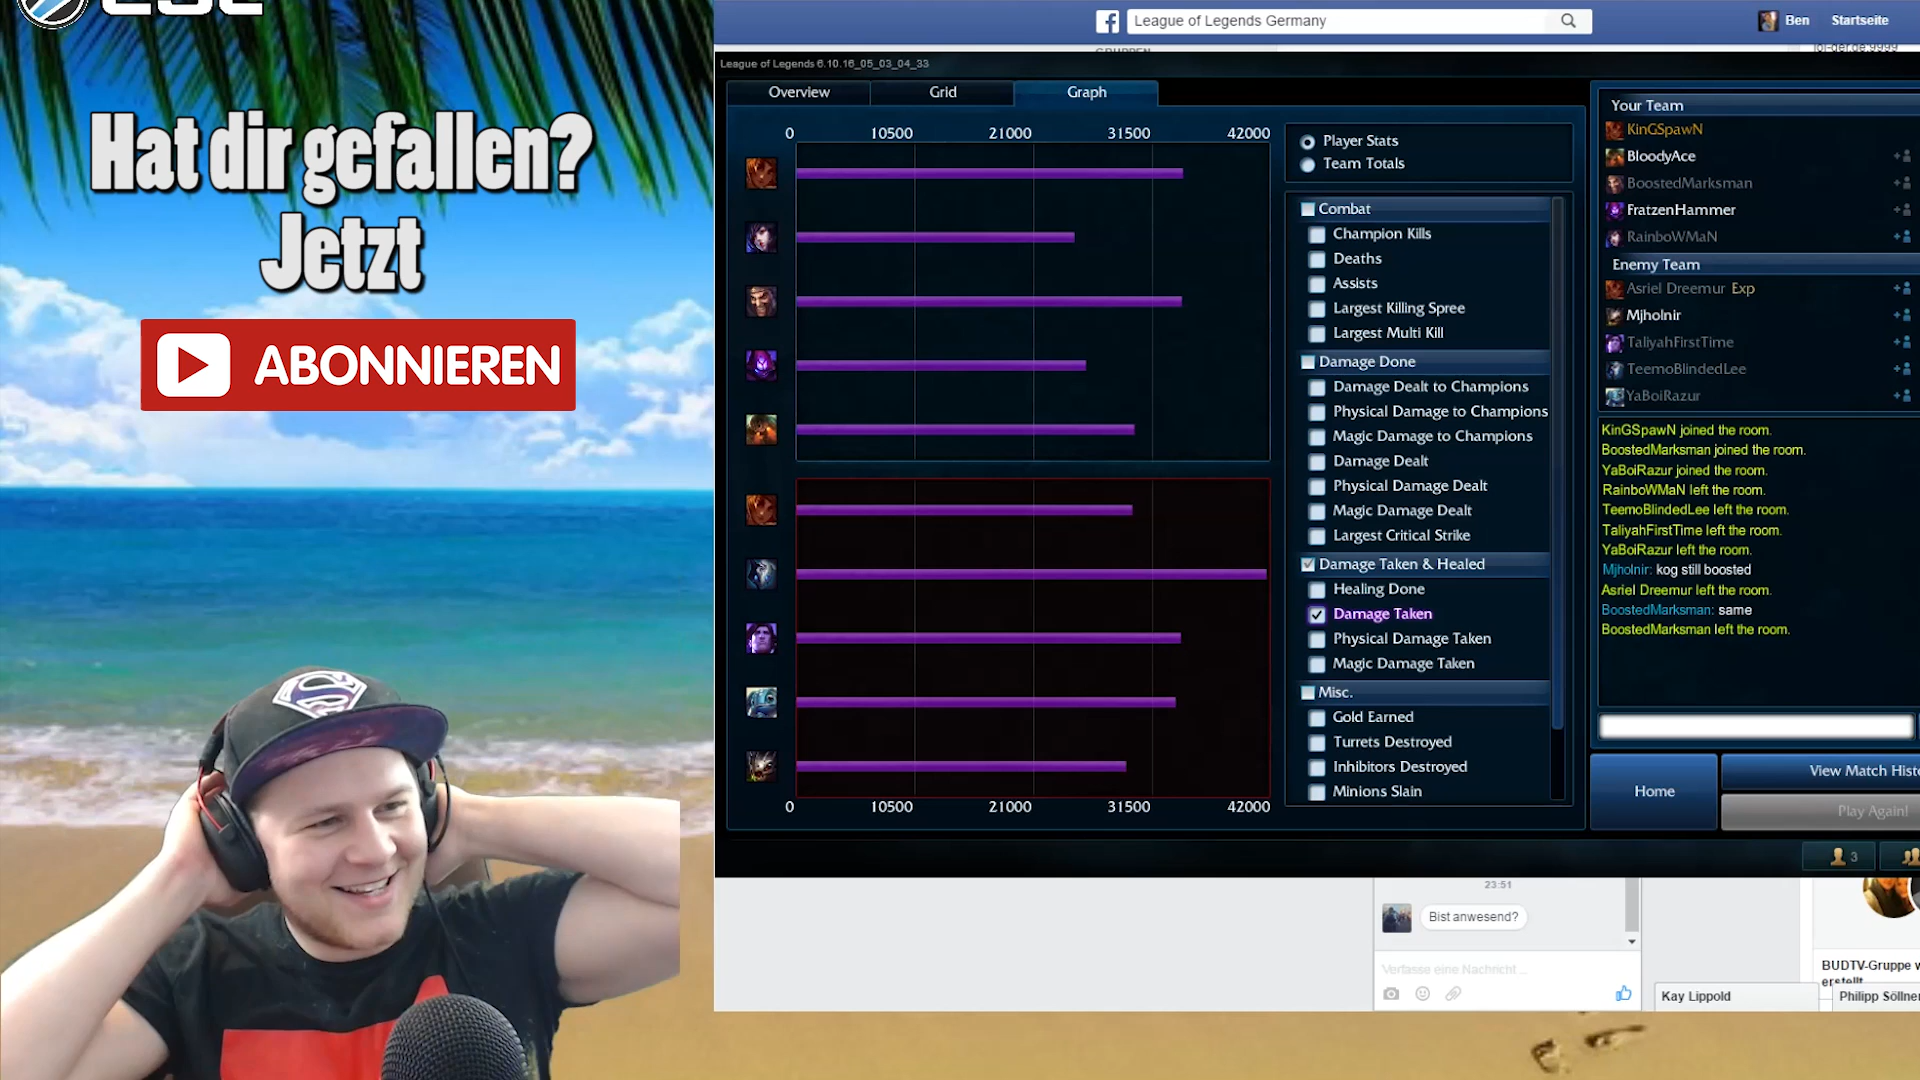 ESL
Hat dir gefallen?
Jetzt
ABONNIEREN
League of Legends Germany
Ben
Startseite
GRUPPEN
League of Legends 6.10.16_05_03_04_33
Overview
Grid
Graph
0 10500 21000 31500 42000
0 10500 21000 31500 42000
Player Stats
Team Totals
Combat
Champion Kills
Deaths
Assists
Largest Killing Spree
Largest Multi Kill
Damage Done
Damage Dealt to Champions
Physical Damage to Champions
Magic Damage to Champions
Damage Dealt
Physical Damage Dealt
Magic Damage Dealt
Largest Critical Strike
Damage Taken & Healed
Healing Done
Damage Taken
Physical Damage Taken
Magic Damage Taken
Misc.
Gold Earned
Turrets Destroyed
Inhibitors Destroyed
Minions Slain
Your Team
KinGSpawN
BloodyAce
BoostedMarksman
FratzenHammer
RainboWMaN
Enemy Team
Asriel Dreemur Exp
Mjholnir
TaliyahFirstTime
TeemoBlindedLee
YaBoiRazur
KinGSpawN joined the room.
BoostedMarksman joined the room.
YaBoiRazur joined the room.
RainboWMaN left the room.
TeemoBlindedLee left the room.
TaliyahFirstTime left the room.
YaBoiRazur left the room.
Mjholnir: kog still boosted
Asriel Dreemur left the room.
BoostedMarksman: same
BoostedMarksman left the room.
Home
View Match Histo
Play Again!
3
23:51
Bist anwesend?
Verfasse eine Nachricht ...
BUDTV-Gruppe w
erstellt
Kay Lippold
Philipp Söllner